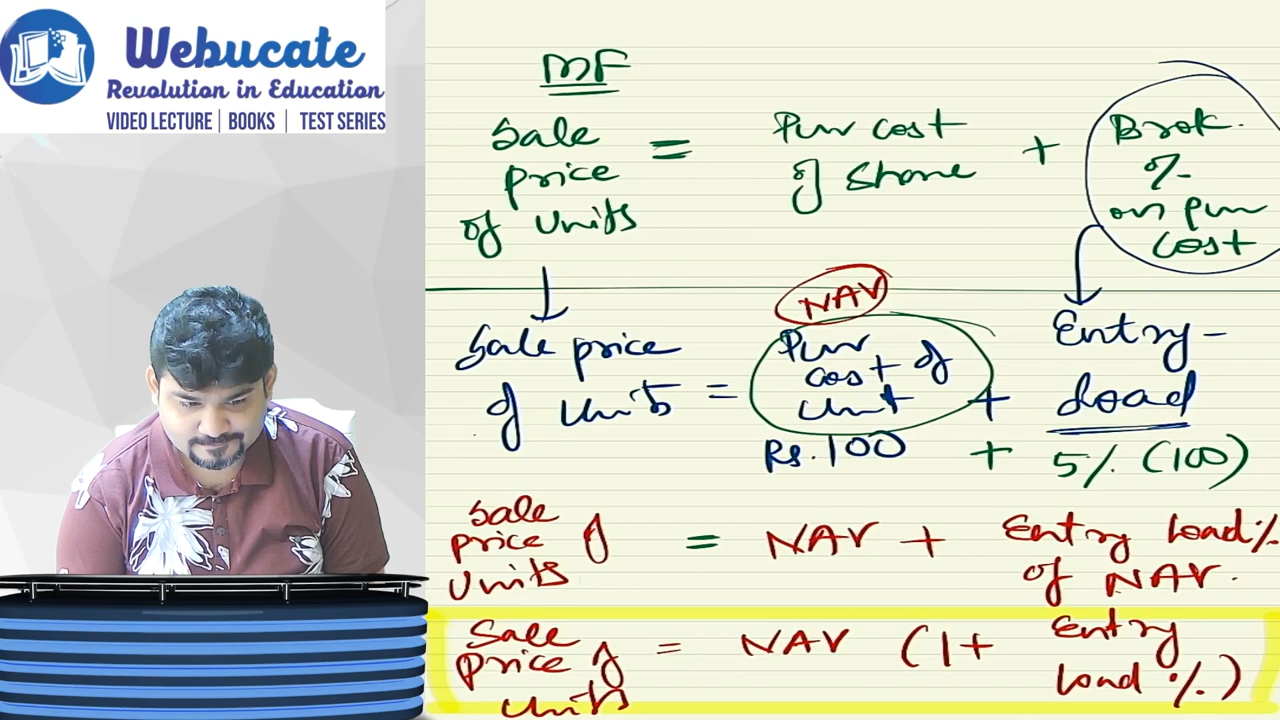 Webucate
Revolution in Education
VIDEO LECTURE | BOOKS | TEST SERIES
MF
Sale price of Units = Pur cost of Share + Brok. % on pur cost
NAV
Sale price of Units = Pur cost of Unit + Entry-Load
Rs. 100 + 5% (100)
Sale price of Units = NAV + Entry Load % of NAV.
Sale price of Units = NAV (1 + Entry Load %)